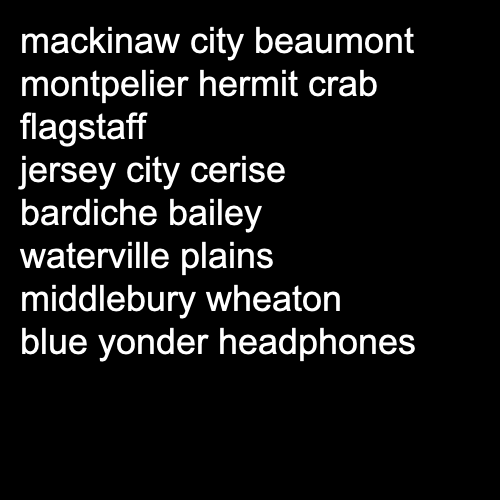 mackinaw city beaumont
montpelier hermit crab
flagstaff
jersey city cerise
bardiche bailey
waterville plains
middlebury wheaton
blue yonder headphones